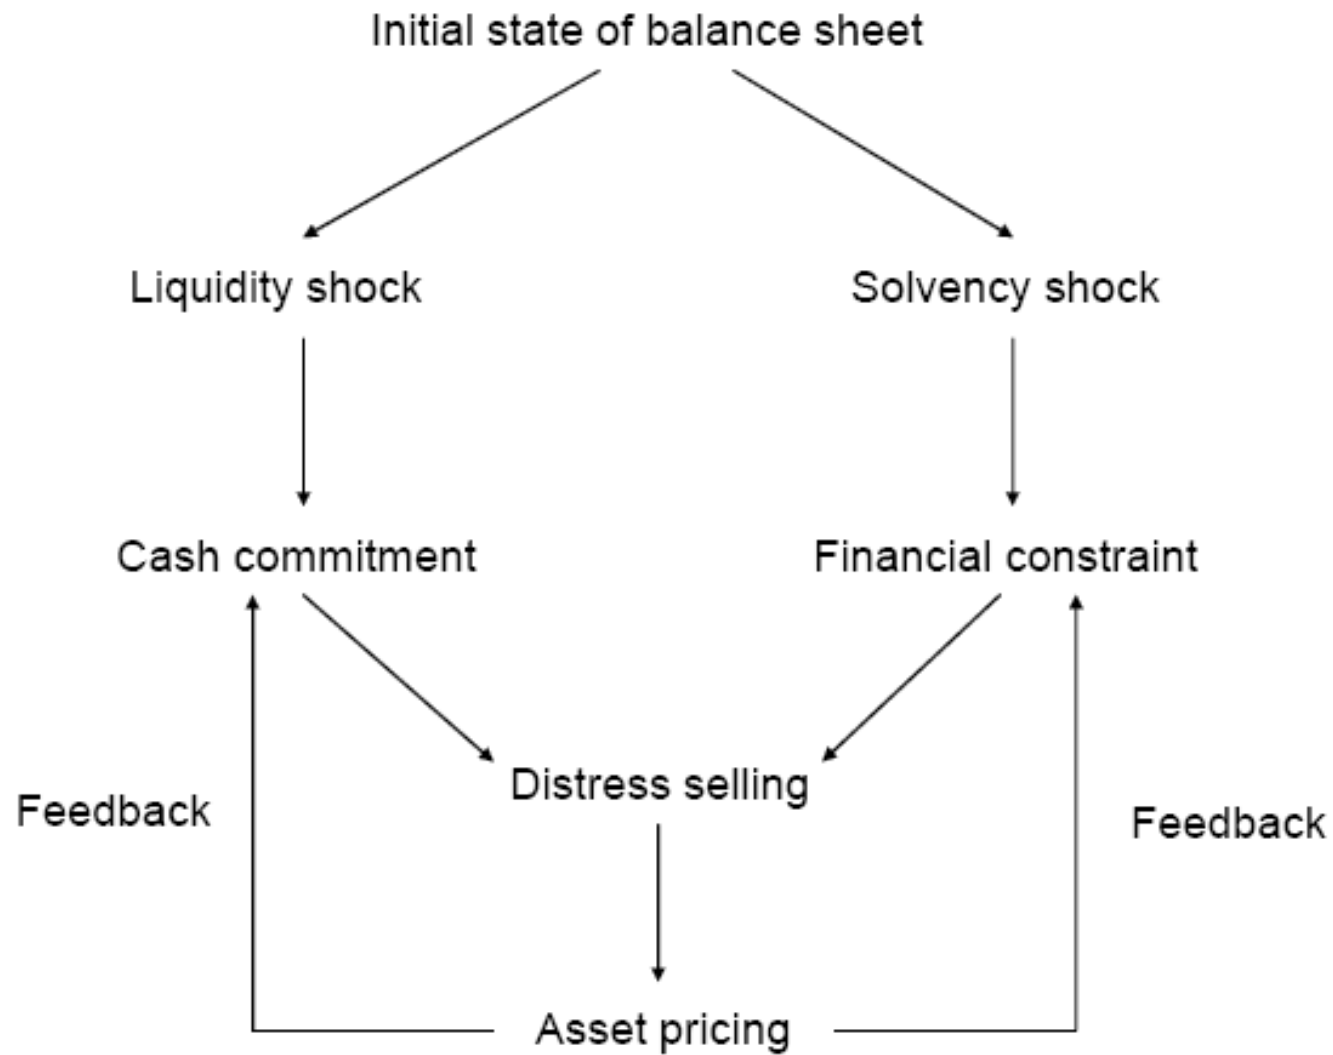 Initial state of balance sheet
Liquidity shock
Solvency shock
Cash commitment
Financial constraint
Distress selling
Feedback
Feedback
Asset pricing